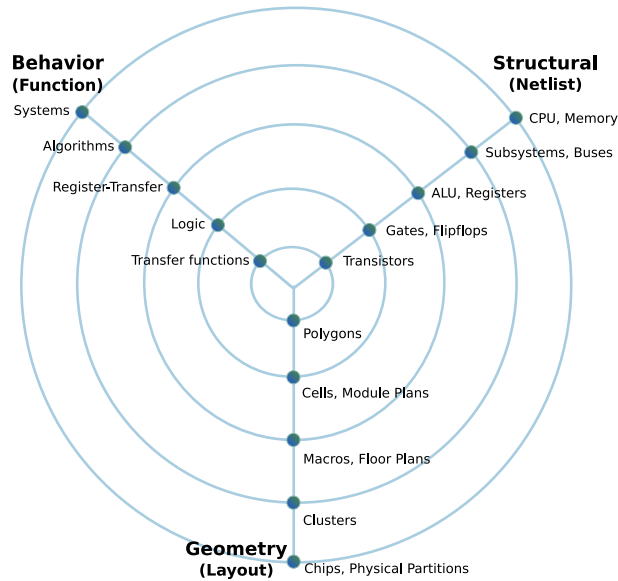 Behavior
(Function)
Structural
(Netlist)
Systems
CPU, Memory
Algorithms
Subsystems, Buses
Register-Transfer
ALU, Registers
Logic
Gates, Flipflops
Transfer functions
Transistors
Polygons
Cells, Module Plans
Macros, Floor Plans
Clusters
Geometry
(Layout)
Chips, Physical Partitions